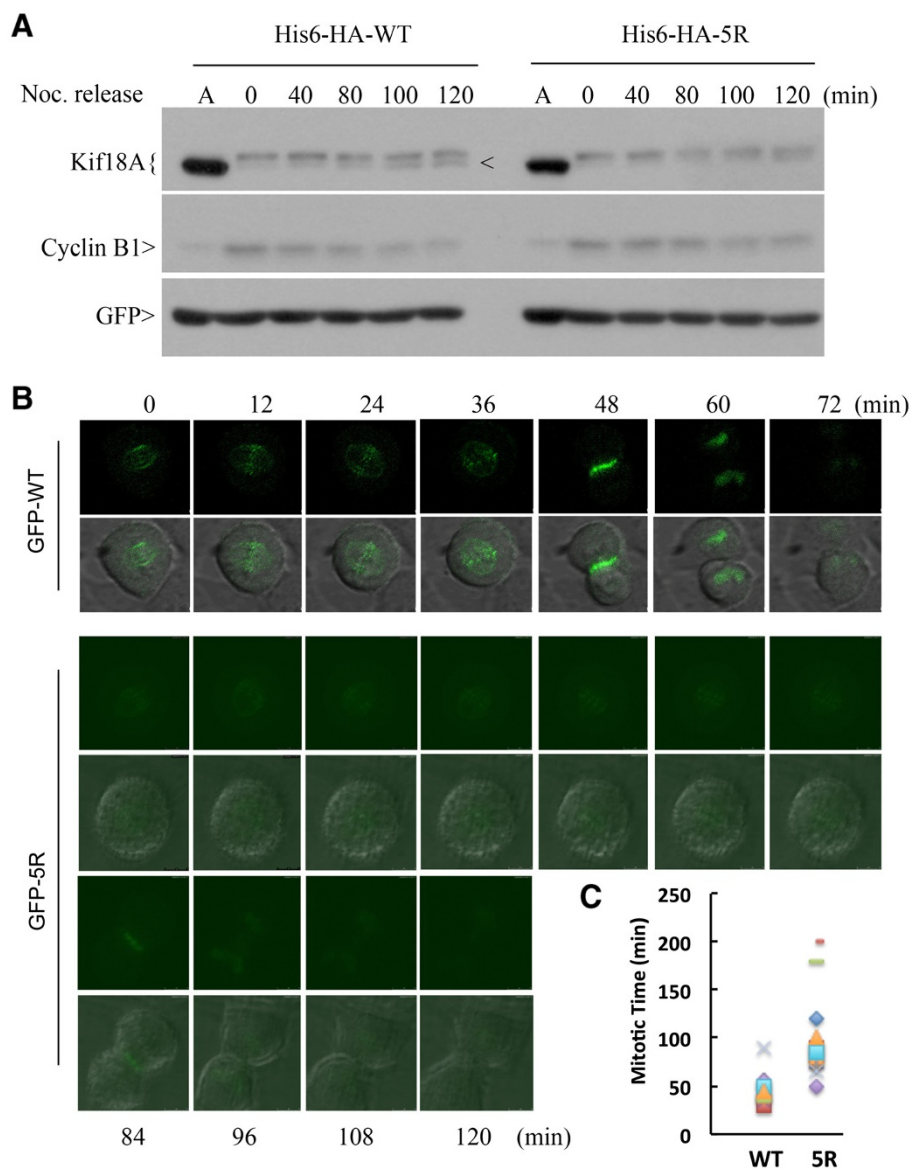 A
His6-HA-WT His6-HA-5R
Noc. release A 0 40 80 100 120 A 0 40 80 100 120 (min)
Kif18A{ <
Cyclin B1>
GFP>
B
0 12 24 36 48 60 72 (min)
GFP-WT
GFP-5R
84 96 108 120 (min)
C
Mitotic Time (min)
250
200
150
100
50
0
WT 5R